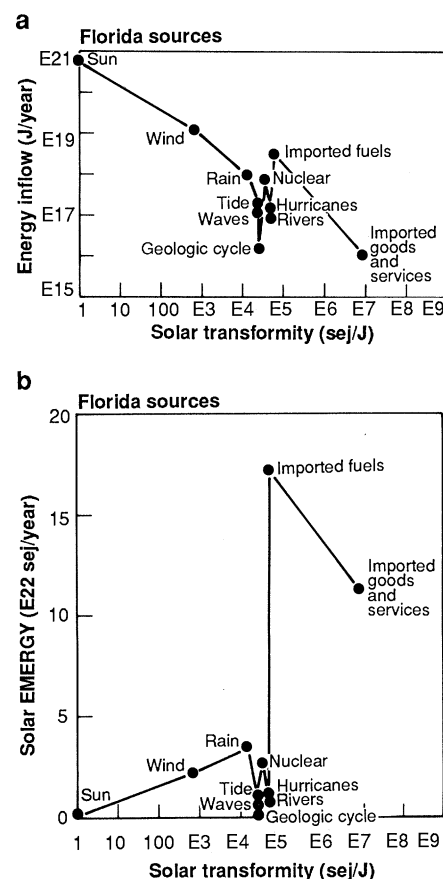 a
Florida sources
Energy inflow (J/year)
E21
E19
E17
E15
Sun
Wind
Rain
Imported fuels
Nuclear
Tide
Hurricanes
Waves
Rivers
Geologic cycle
Imported
goods
and
services
1 10 100 E3 E4 E5 E6 E7 E8 E9
Solar transformity (sej/J)
b
Florida sources
Solar EMERGY (E22 sej/year)
20
15
10
5
0
Imported fuels
Imported
goods
and
services
Rain
Wind
Nuclear
Sun
Tide
Hurricanes
Waves
Rivers
Geologic cycle
1 10 100 E3 E4 E5 E6 E7 E8 E9
Solar transformity (sej/J)